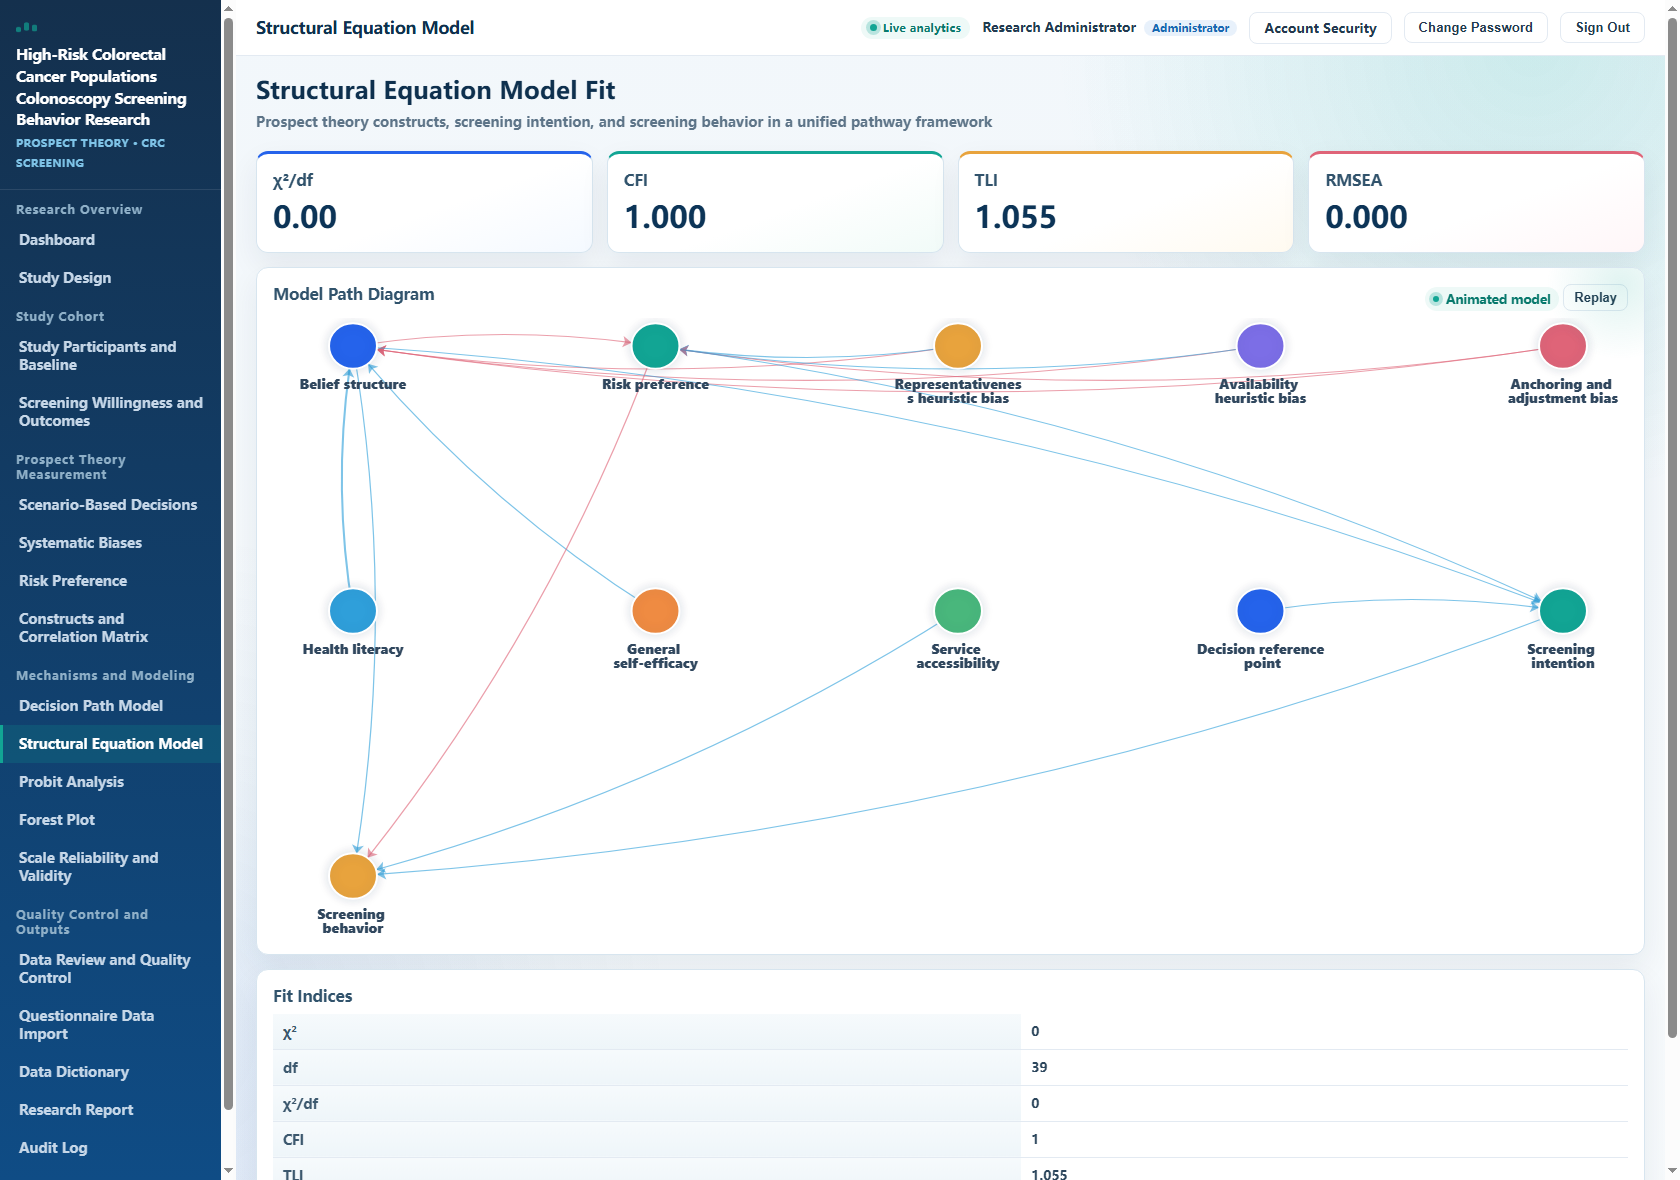 High-Risk Colorectal
Cancer Populations
Colonoscopy Screening
Behavior Research
PROSPECT THEORY • CRC
SCREENING
Research Overview
Dashboard
Study Design
Study Cohort
Study Participants and
Baseline
Screening Willingness and
Outcomes
Prospect Theory
Measurement
Scenario-Based Decisions
Systematic Biases
Risk Preference
Constructs and
Correlation Matrix
Mechanisms and Modeling
Decision Path Model
Structural Equation Model
Probit Analysis
Forest Plot
Scale Reliability and
Validity
Quality Control and
Outputs
Data Review and Quality
Control
Questionnaire Data
Import
Data Dictionary
Research Report
Audit Log
Structural Equation Model
Live analytics
Research Administrator
Administrator
Account Security
Change Password
Sign Out
Structural Equation Model Fit
Prospect theory constructs, screening intention, and screening behavior in a unified pathway framework
χ²/df
0.00
CFI
1.000
TLI
1.055
RMSEA
0.000
Model Path Diagram
Animated model
Replay
Belief structure
Risk preference
Representativenes
s heuristic bias
Availability
heuristic bias
Anchoring and
adjustment bias
Health literacy
General
self-efficacy
Service
accessibility
Decision reference
point
Screening
intention
Screening
behavior
Fit Indices
χ² 0
df 39
χ²/df 0
CFI 1
TLI 1.055